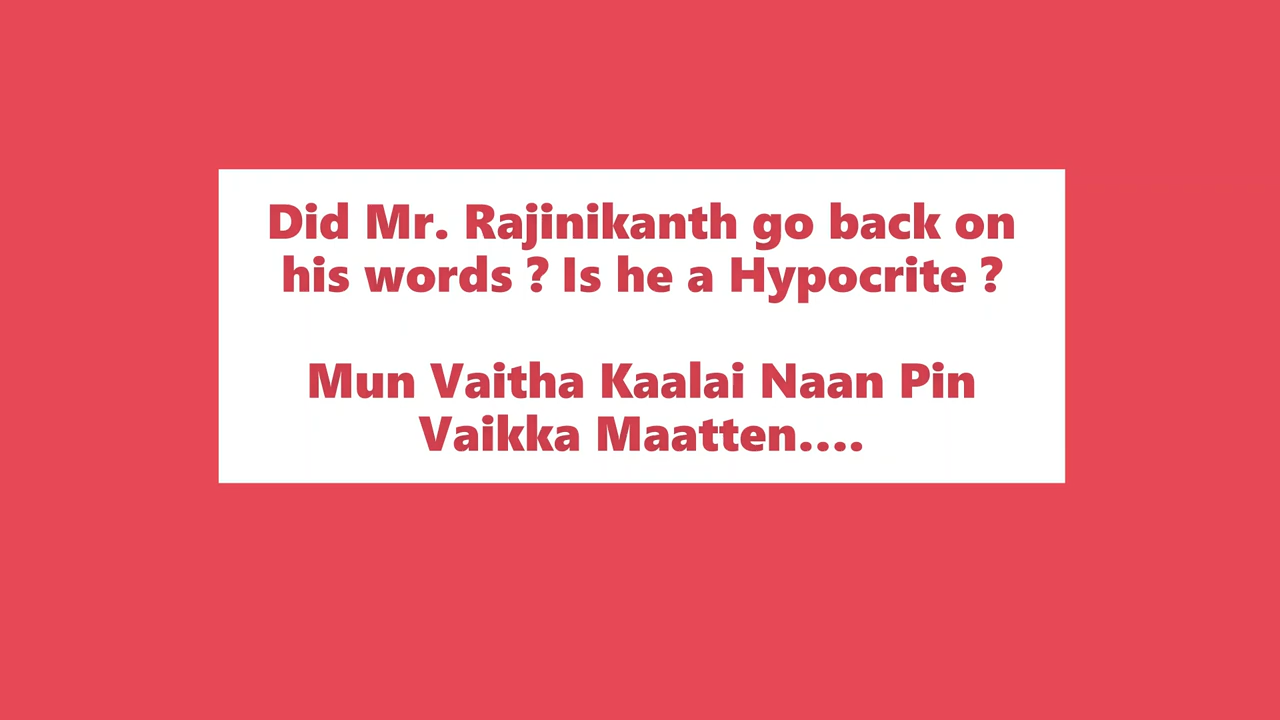 Did Mr. Rajinikanth go back on
his words ? Is he a Hypocrite ?
Mun Vaitha Kaalai Naan Pin
Vaikka Maatten....